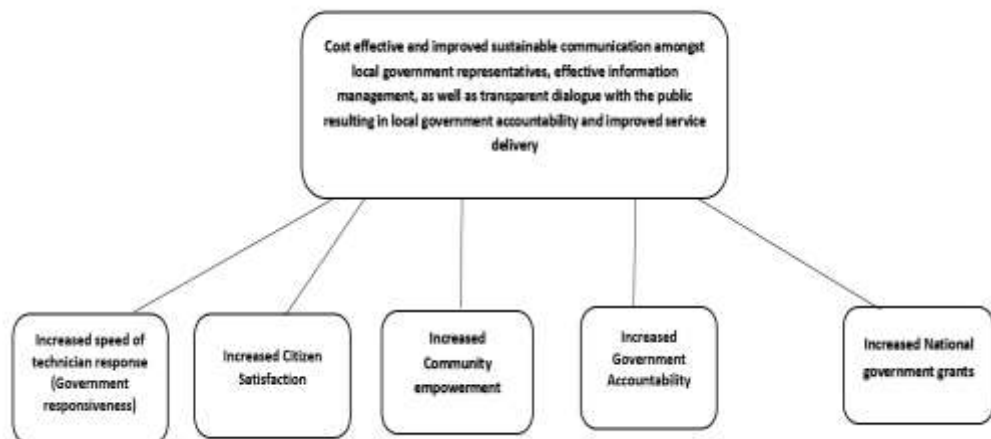 Cost effective and improved sustainable communication amongst
local government representatives, effective information
management, as well as transparent dialogue with the public
resulting in local government accountability and improved service
delivery
Increased speed of
technician response
(Government
responsiveness)
Increased Citizen
Satisfaction
Increased
Community
empowerment
Increased
Government
Accountability
Increased National
government grants